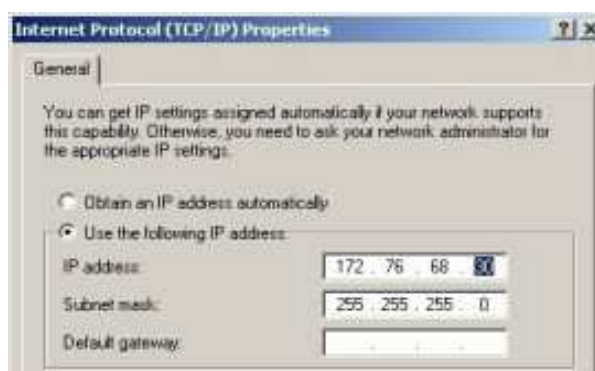 Internet Protocol (TCP/IP) Properties
General
You can get IP settings assigned automatically if your network supports
this capability. Otherwise, you need to ask your network administrator for
the appropriate IP settings.
Obtain an IP address automatically
Use the following IP address:
IP address: 172 . 76 . 68 . 30
Subnet mask: 255 . 255 . 255 . 0
Default gateway: . . .